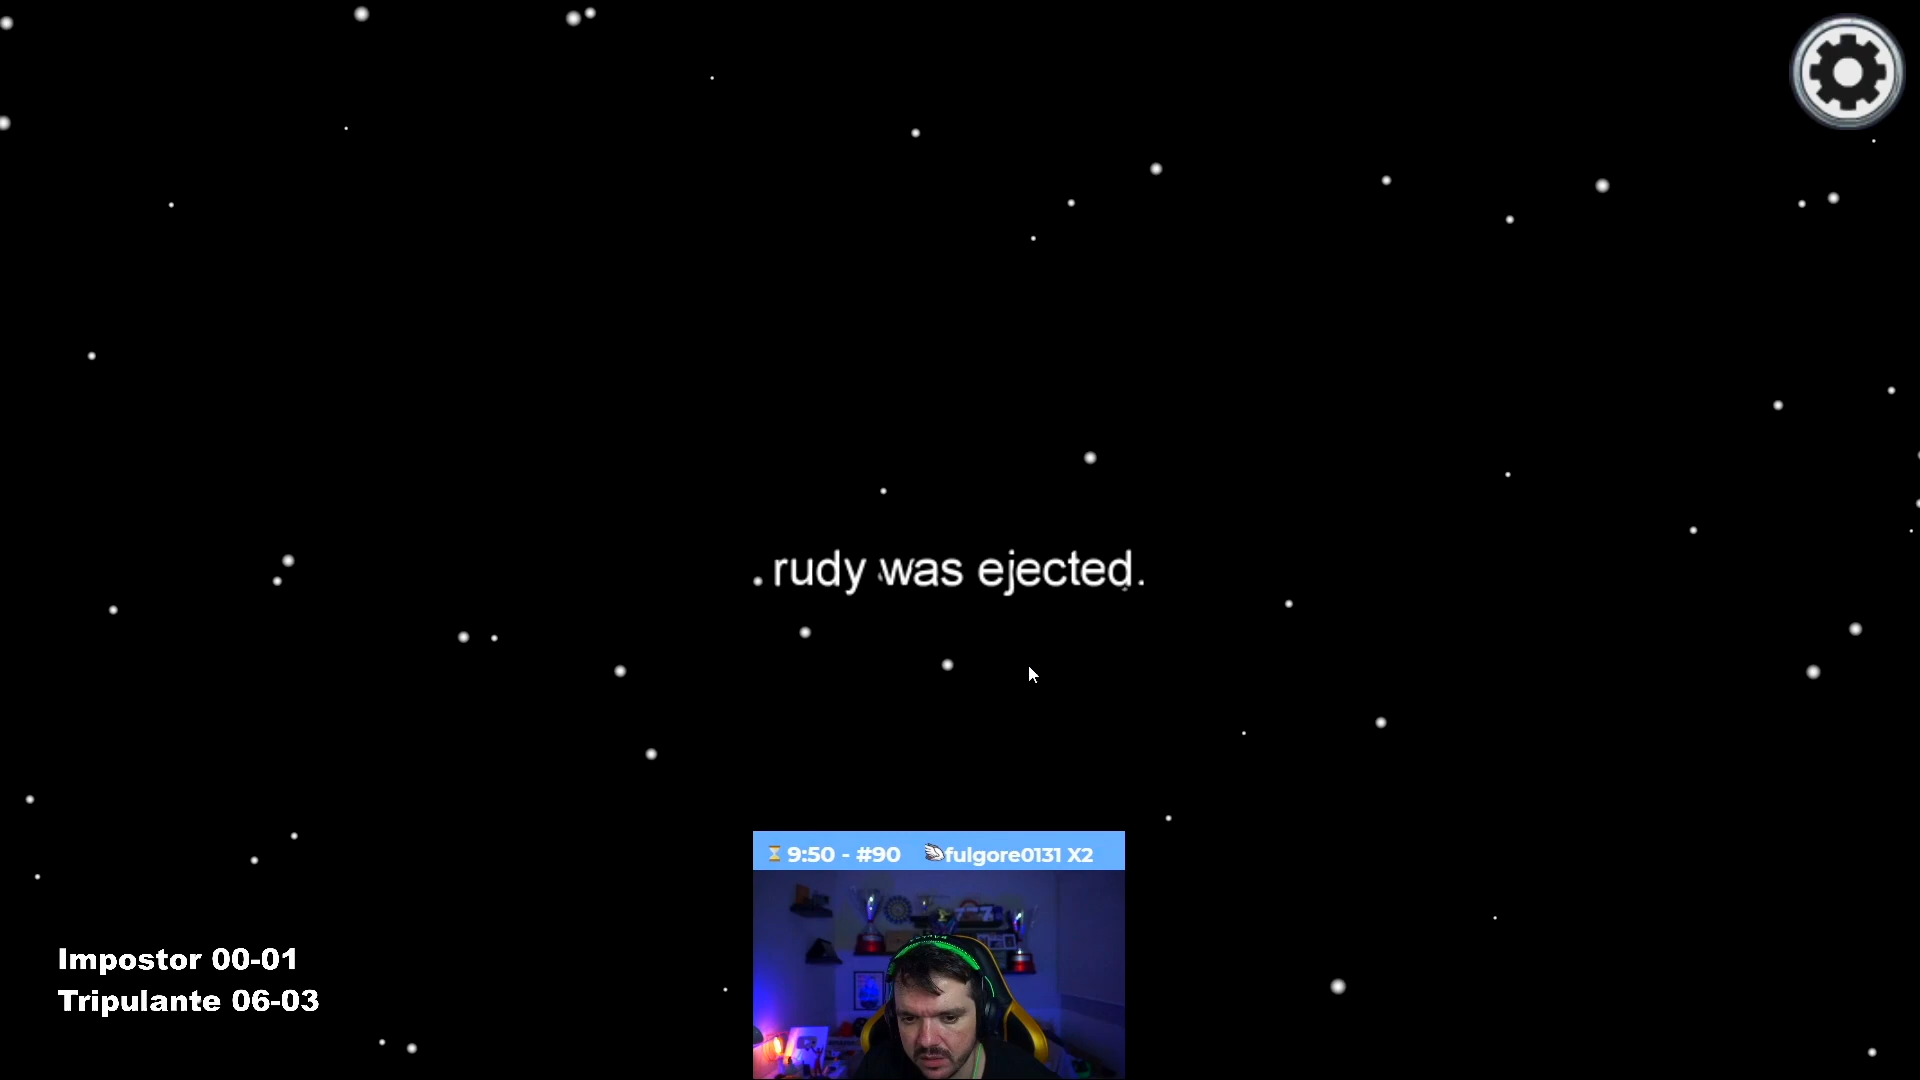 rudy was ejected.
9:50 - #90 fulgore0131 X2
Impostor 00-01
Tripulante 06-03